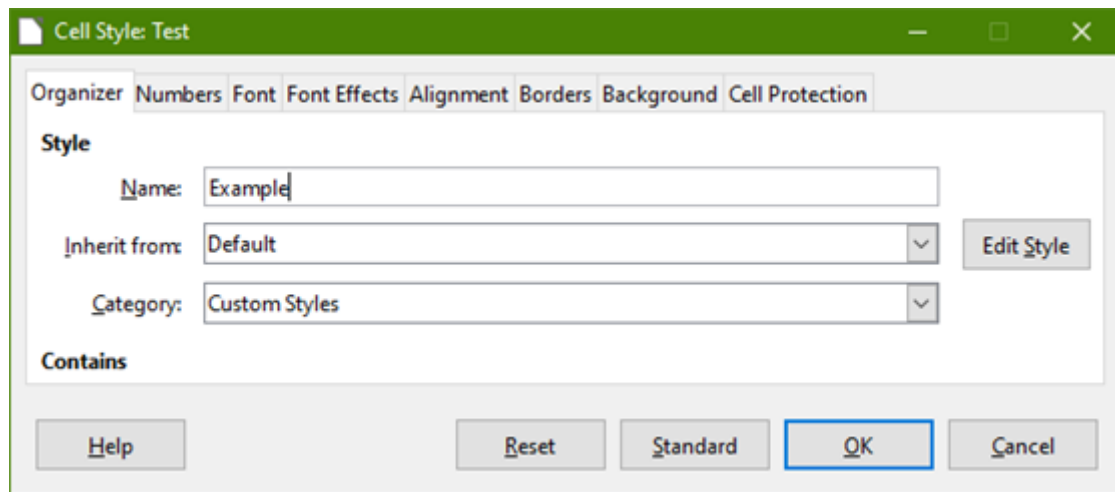 Cell Style: Test
Organizer Numbers Font Font Effects Alignment Borders Background Cell Protection
Style
Name: Example
Inherit from: Default Edit Style
Category: Custom Styles
Contains
Help Reset Standard OK Cancel